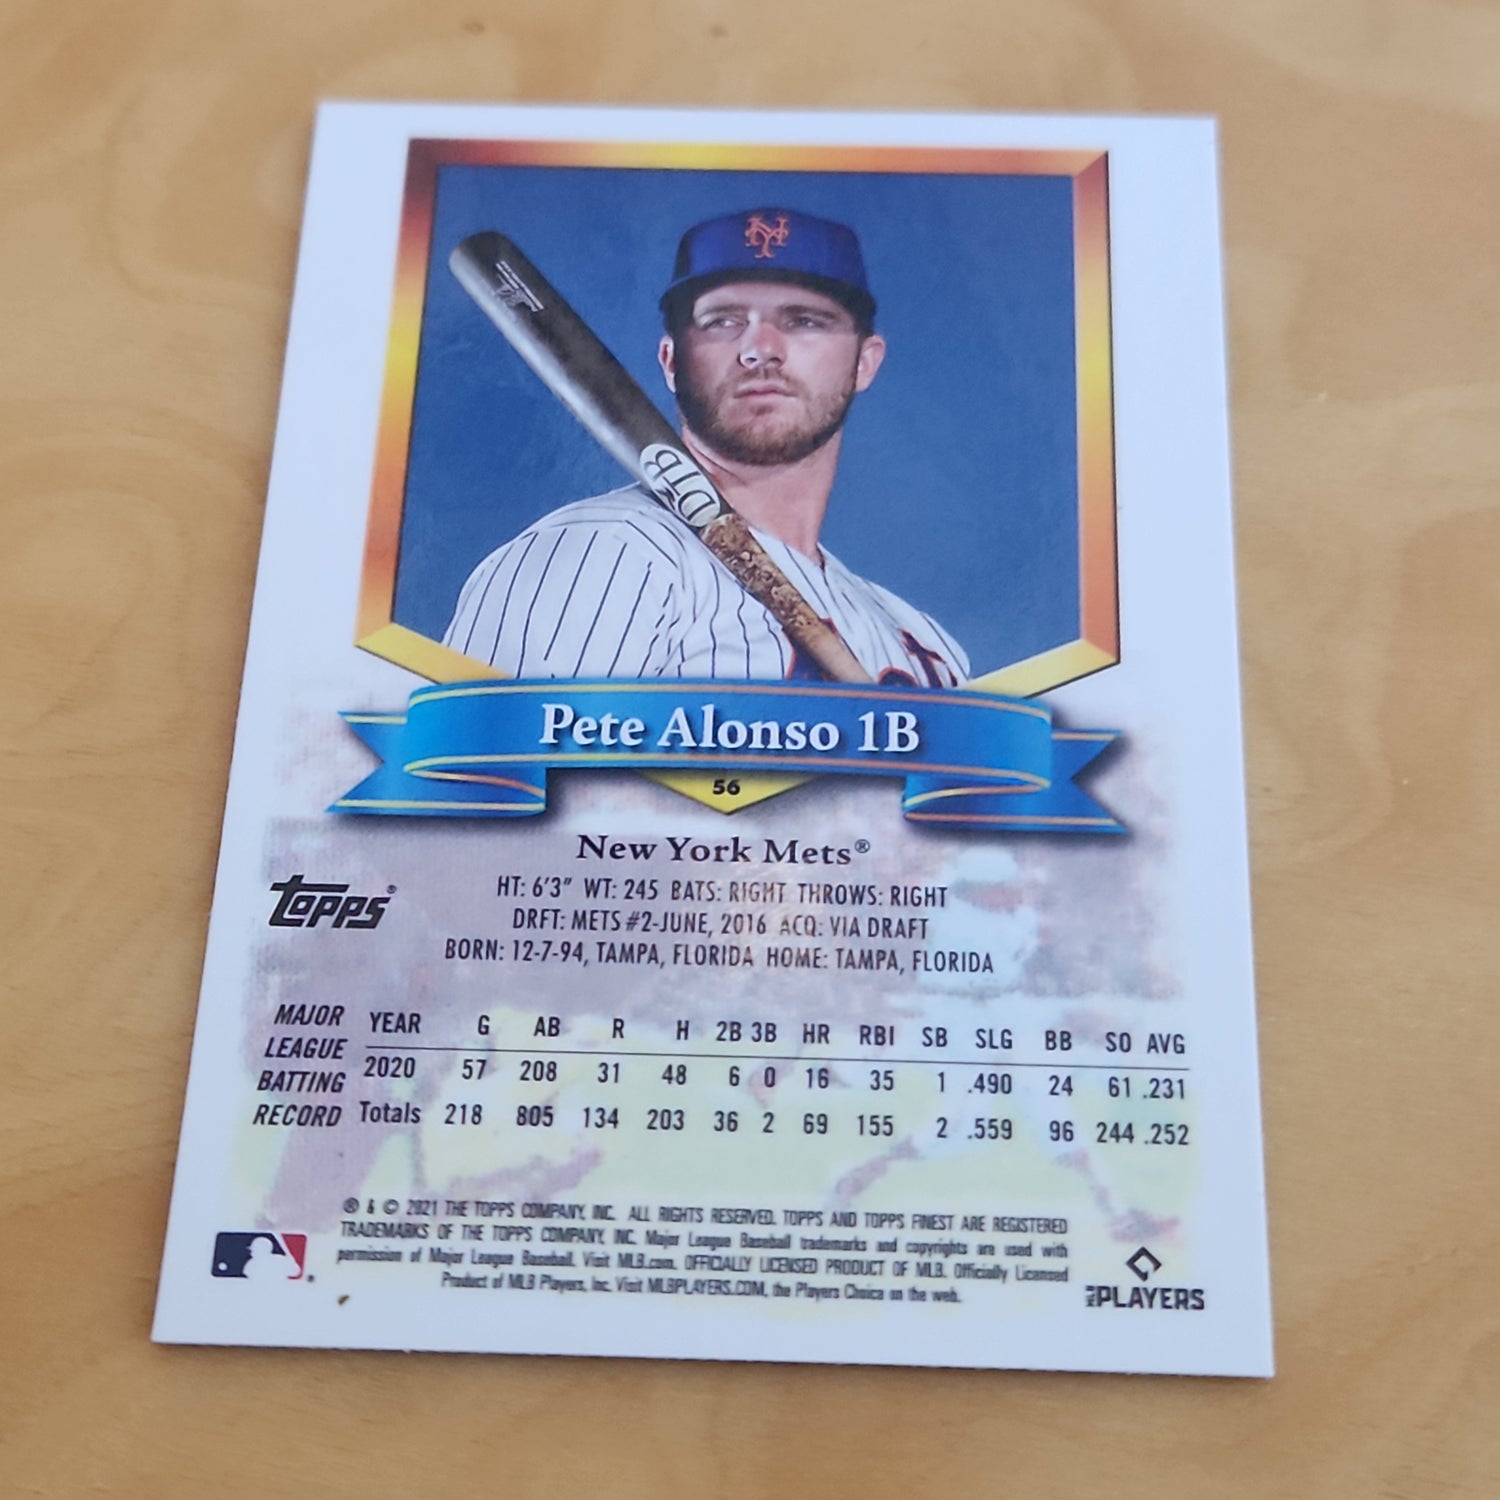 DTB
Pete Alonso 1B
56
New York Mets®
topps®
HT: 6'3" WT: 245 BATS: RIGHT THROWS: RIGHT
DRFT: METS #2-JUNE, 2016 ACQ: VIA DRAFT
BORN: 12-7-94, TAMPA, FLORIDA HOME: TAMPA, FLORIDA
MAJOR LEAGUE BATTING RECORD
YEAR G AB R H 2B 3B HR RBI SB SLG BB SO AVG
2020 57 208 31 48 6 0 16 35 1 .490 24 61 .231
Totals 218 805 134 203 36 2 69 155 2 .559 96 244 .252
® & © 2021 THE TOPPS COMPANY, INC. ALL RIGHTS RESERVED. TOPPS AND TOPPS FINEST ARE REGISTERED
TRADEMARKS OF THE TOPPS COMPANY, INC. Major League Baseball trademarks and copyrights are used with
permission of Major League Baseball. Visit MLB.com. OFFICIALLY LICENSED PRODUCT OF MLB. Officially Licensed
Product of MLB Players, Inc. Visit MLBPLAYERS.COM, the Players Choice on the web.
MLB PLAYERS